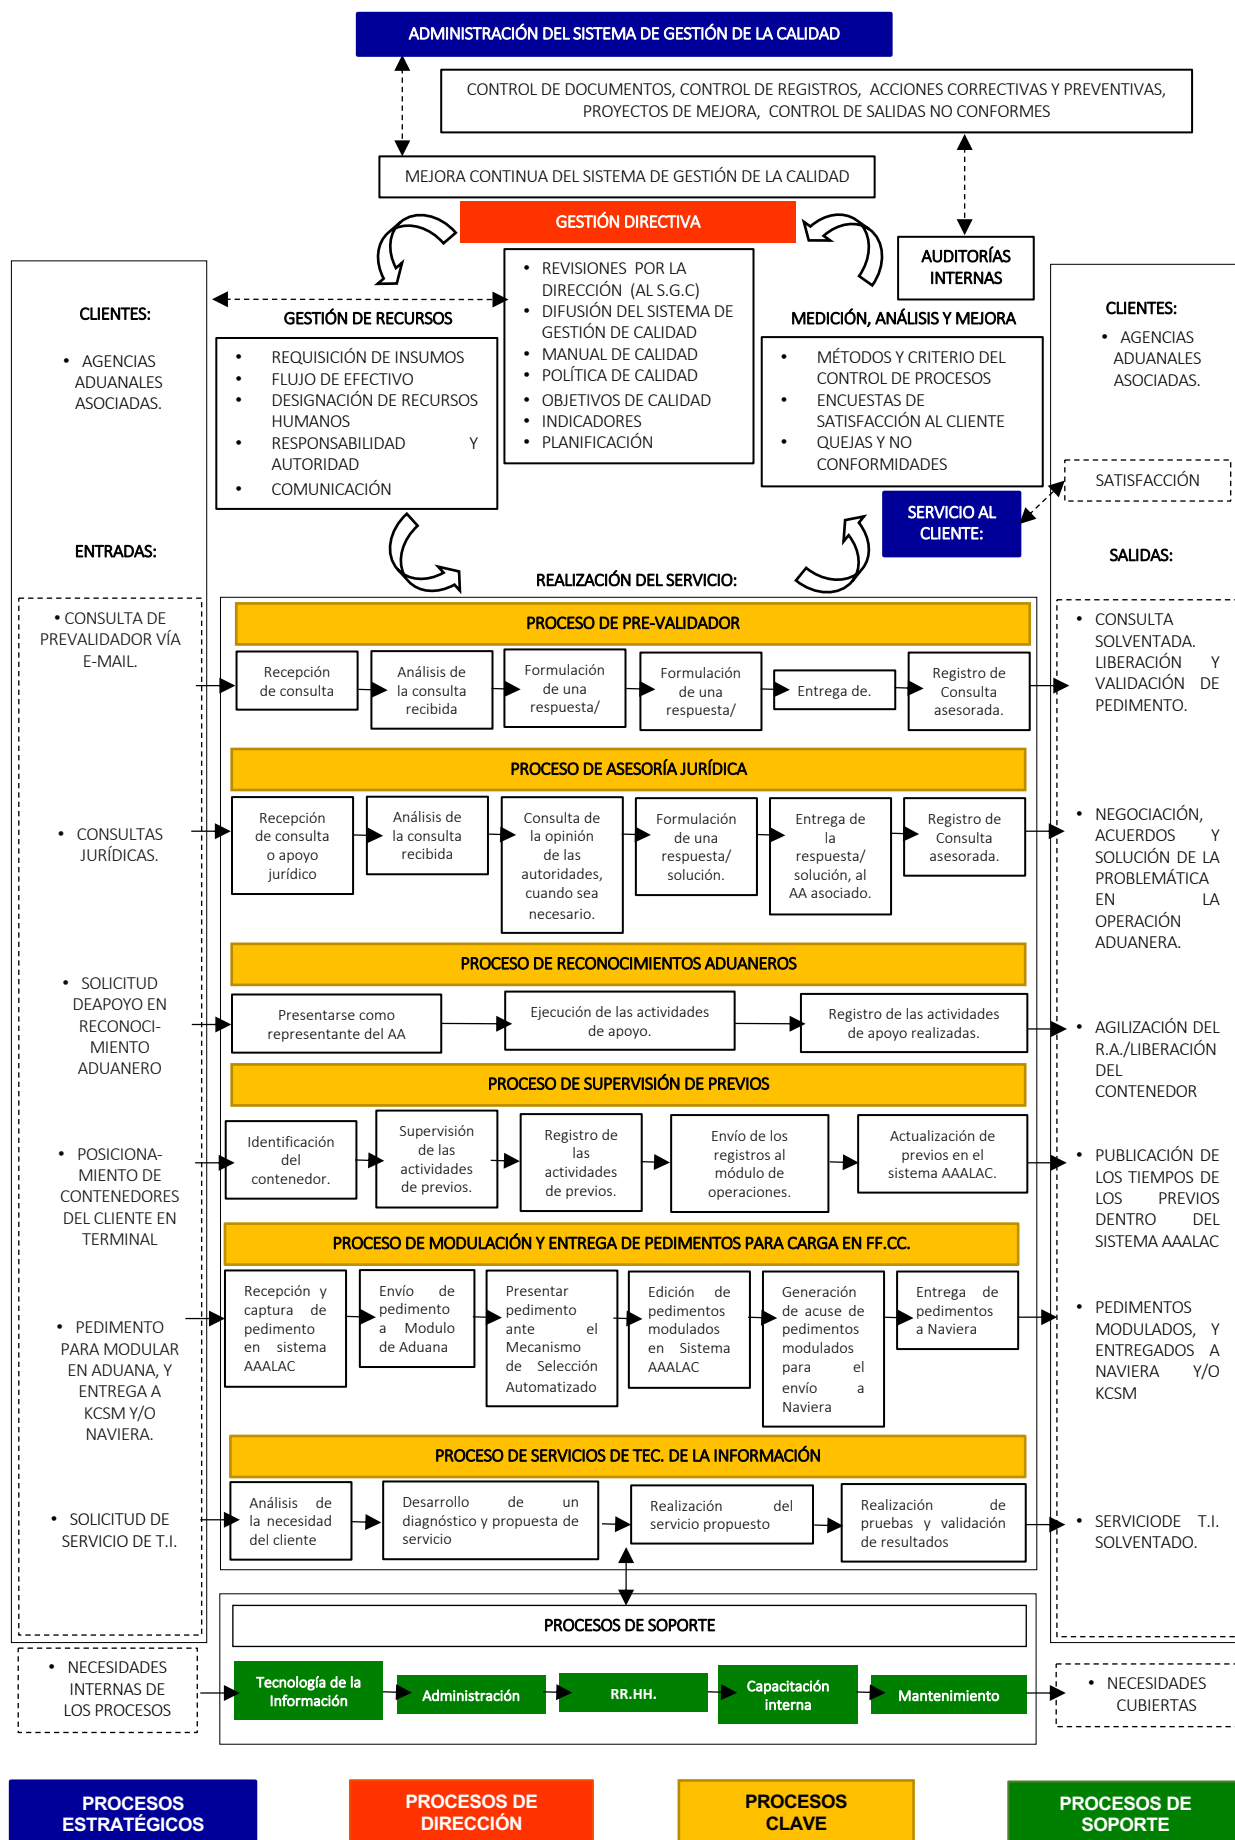 ADMINISTRACIÓN DEL SISTEMA DE GESTIÓN DE LA CALIDAD
CONTROL DE DOCUMENTOS, CONTROL DE REGISTROS, ACCIONES CORRECTIVAS Y PREVENTIVAS,
PROYECTOS DE MEJORA, CONTROL DE SALIDAS NO CONFORMES
MEJORA CONTINUA DEL SISTEMA DE GESTIÓN DE LA CALIDAD
GESTIÓN DIRECTIVA
• REVISIONES POR LA
DIRECCIÓN (AL S.G.C)
• DIFUSIÓN DEL SISTEMA DE
GESTIÓN DE CALIDAD
• MANUAL DE CALIDAD
• POLÍTICA DE CALIDAD
• OBJETIVOS DE CALIDAD
• INDICADORES
• PLANIFICACIÓN
AUDITORÍAS
INTERNAS
CLIENTES:
• AGENCIAS
ADUANALES
ASOCIADAS.
GESTIÓN DE RECURSOS
• REQUISICIÓN DE INSUMOS
• FLUJO DE EFECTIVO
• DESIGNACIÓN DE RECURSOS
HUMANOS
• RESPONSABILIDAD Y
AUTORIDAD
• COMUNICACIÓN
MEDICIÓN, ANÁLISIS Y MEJORA
• MÉTODOS Y CRITERIO DEL
CONTROL DE PROCESOS
• ENCUESTAS DE
SATISFACCIÓN AL CLIENTE
• QUEJAS Y NO
CONFORMIDADES
CLIENTES:
• AGENCIAS
ADUANALES
ASOCIADAS.
SATISFACCIÓN
SERVICIO AL
CLIENTE:
ENTRADAS:
REALIZACIÓN DEL SERVICIO:
SALIDAS:
• CONSULTA DE
PREVALIDADOR VÍA
E-MAIL.
PROCESO DE PRE-VALIDADOR
Recepción
de consulta
Análisis de
la consulta
recibida
Formulación
de una
respuesta/
Formulación
de una
respuesta/
Entrega de.
Registro de
Consulta
asesorada.
• CONSULTA
SOLVENTADA.
LIBERACIÓN Y
VALIDACIÓN DE
PEDIMENTO.
PROCESO DE ASESORÍA JURÍDICA
• CONSULTAS
JURÍDICAS.
Recepción
de consulta
o apoyo
jurídico
Análisis de
la consulta
recibida
Consulta de
la opinión
de las
autoridades,
cuando sea
necesario.
Formulación
de una
respuesta/
solución.
Entrega de
la
respuesta/
solución, al
AA asociado.
Registro de
Consulta
asesorada.
• NEGOCIACIÓN,
ACUERDOS Y
SOLUCIÓN DE LA
PROBLEMÁTICA
EN LA
OPERACIÓN
ADUANERA.
PROCESO DE RECONOCIMIENTOS ADUANEROS
• SOLICITUD
DEAPOYO EN
RECONOCI-
MIENTO
ADUANERO
Presentarse como
representante del AA
Ejecución de las actividades
de apoyo.
Registro de las actividades
de apoyo realizadas.
• AGILIZACIÓN DEL
R.A./LIBERACIÓN
DEL
CONTENEDOR
PROCESO DE SUPERVISIÓN DE PREVIOS
• POSICIONA-
MIENTO DE
CONTENEDORES
DEL CLIENTE EN
TERMINAL
Identificación
del
contenedor.
Supervisión
de las
actividades
de previos.
Registro de
las
actividades
de previos.
Envío de los
registros al
módulo de
operaciones.
Actualización de
previos en el
sistema AAALAC.
• PUBLICACIÓN DE
LOS TIEMPOS DE
LOS PREVIOS
DENTRO DEL
SISTEMA AAALAC
PROCESO DE MODULACIÓN Y ENTREGA DE PEDIMENTOS PARA CARGA EN FF.CC.
• PEDIMENTO
PARA MODULAR
EN ADUANA, Y
ENTREGA A
KCSM Y/O
NAVIERA.
Recepción y
captura de
pedimento
en sistema
AAALAC
Envío de
pedimento
a Modulo
de Aduana
Presentar
pedimento
ante el
Mecanismo
de Selección
Automatizado
Edición de
pedimentos
modulados
en Sistema
AAALAC
Generación
de acuse de
pedimentos
modulados
para el
envío a
Naviera
Entrega de
pedimentos
a Naviera
• PEDIMENTOS
MODULADOS, Y
ENTREGADOS A
NAVIERA Y/O
KCSM
PROCESO DE SERVICIOS DE TEC. DE LA INFORMACIÓN
• SOLICITUD DE
SERVICIO DE T.I.
Análisis de
la necesidad
del cliente
Desarrollo de un
diagnóstico y propuesta de
servicio
Realización del
servicio propuesto
Realización de
pruebas y validación
de resultados
• SERVICIODE T.I.
SOLVENTADO.
PROCESOS DE SOPORTE
• NECESIDADES
INTERNAS DE
LOS PROCESOS
Tecnología de la
Información
Administración
RR.HH.
Capacitación
interna
Mantenimiento
• NECESIDADES
CUBIERTAS
PROCESOS
ESTRATÉGICOS
PROCESOS DE
DIRECCIÓN
PROCESOS
CLAVE
PROCESOS DE
SOPORTE